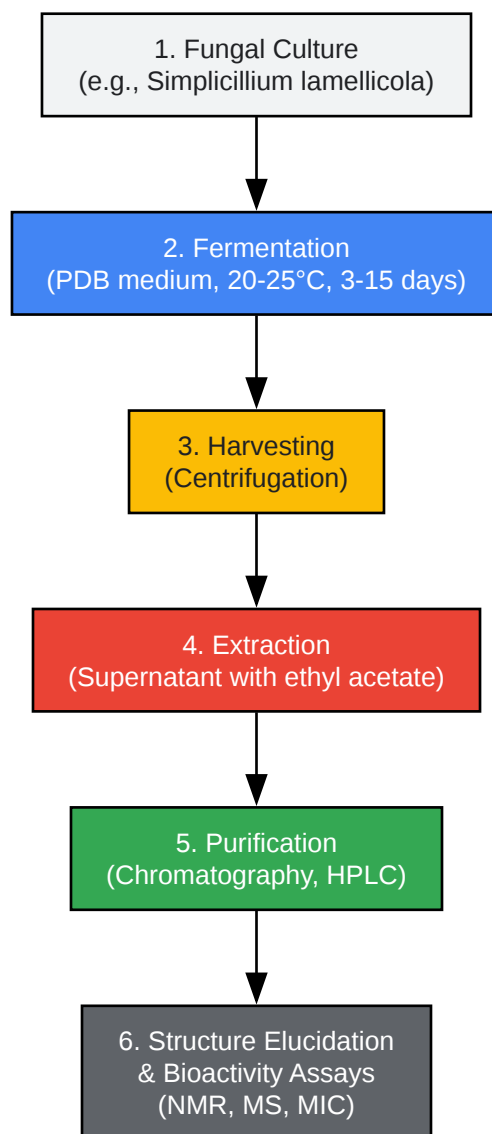 1. Fungal Culture
(e.g., Simplicillium lamellicola)
2. Fermentation
(PDB medium, 20-25°C, 3-15 days)
3. Harvesting
(Centrifugation)
4. Extraction
(Supernatant with ethyl acetate)
5. Purification
(Chromatography, HPLC)
6. Structure Elucidation
& Bioactivity Assays
(NMR, MS, MIC)